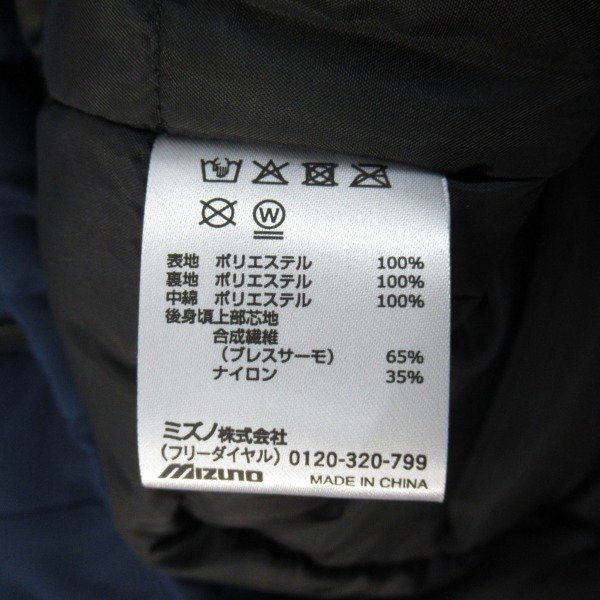 W
表地 ポリエステル 100%
裏地 ポリエステル 100%
中綿 ポリエステル 100%
後身頃上部芯地
合成繊維
(ブレスサーモ) 65%
ナイロン 35%
ミズノ株式会社
(フリーダイヤル) 0120-320-799
mizuno MADE IN CHINA